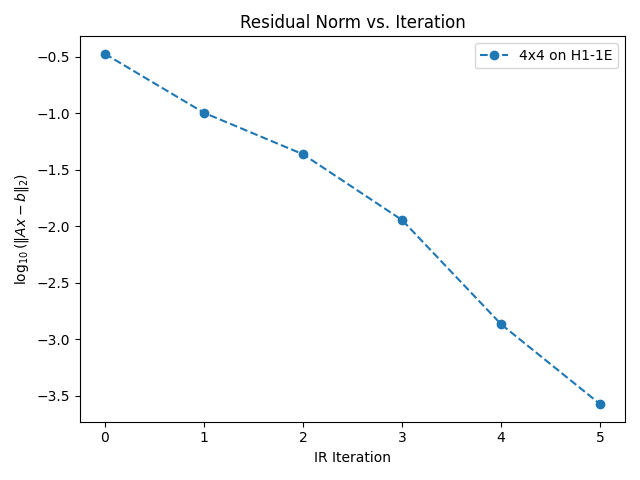 Residual Norm vs. Iteration
4x4 on H1-1E
−0.5
−1.0
−1.5
−2.0
−2.5
−3.0
−3.5
log₁₀(‖Ax − b‖₂)
0 1 2 3 4 5
IR Iteration